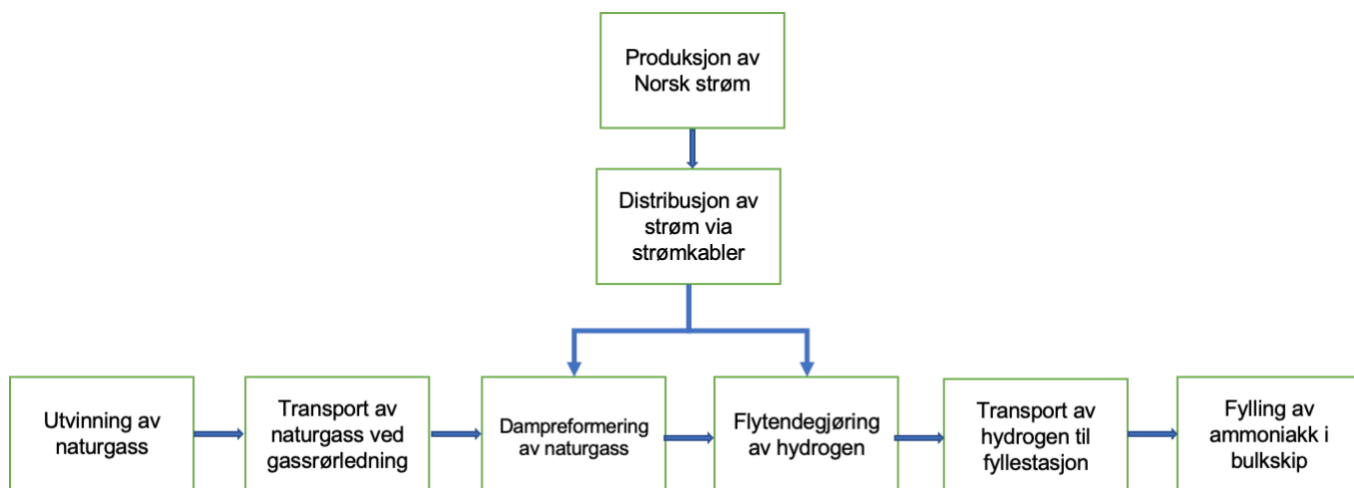 Produksjon av
Norsk strøm
Distribusjon av
strøm via
strømkabler
Utvinning av
naturgass
Transport av
naturgass ved
gassrørledning
Dampreformering
av naturgass
Flytendegjøring
av hydrogen
Transport av
hydrogen til
fyllestasjon
Fylling av
ammoniakk i
bulkskip